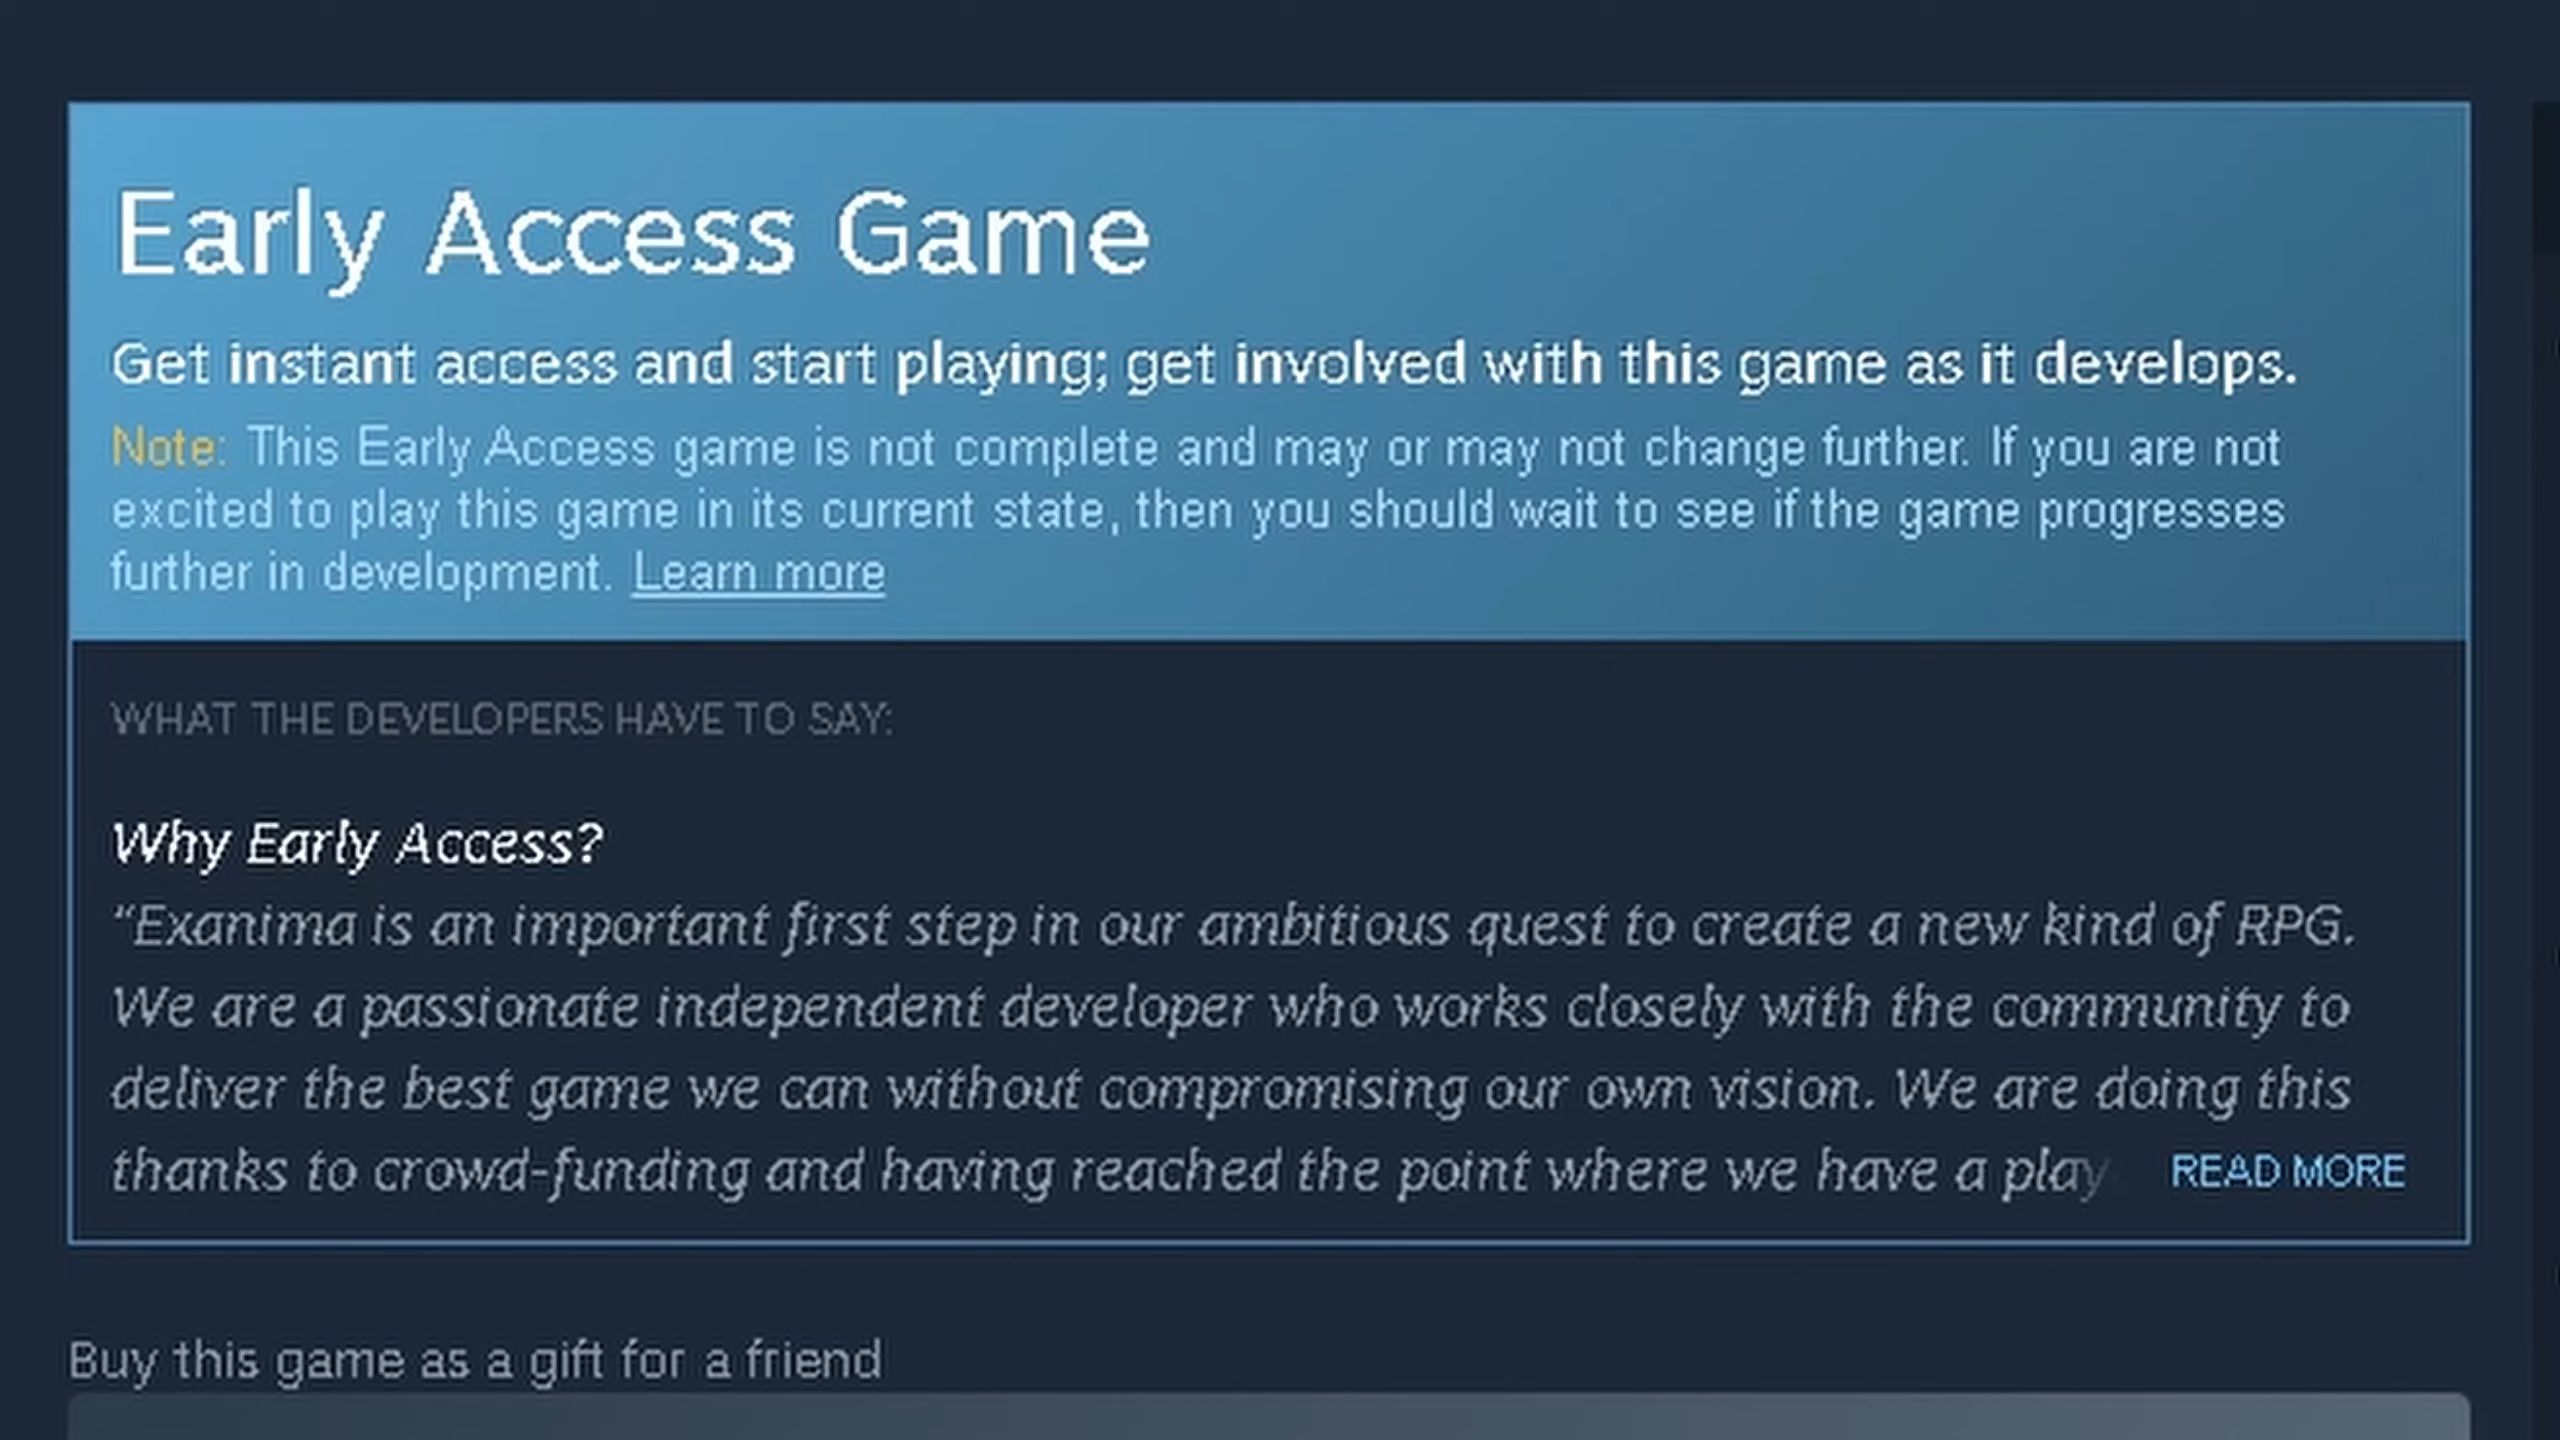 Early Access Game
Get instant access and start playing; get involved with this game as it develops.
Note: This Early Access game is not complete and may or may not change further. If you are not
excited to play this game in its current state, then you should wait to see if the game progresses
further in development. Learn more
WHAT THE DEVELOPERS HAVE TO SAY:
Why Early Access?
“Exanima is an important first step in our ambitious quest to create a new kind of RPG.
We are a passionate independent developer who works closely with the community to
deliver the best game we can without compromising our own vision. We are doing this
thanks to crowd-funding and having reached the point where we have a play READ MORE
Buy this game as a gift for a friend